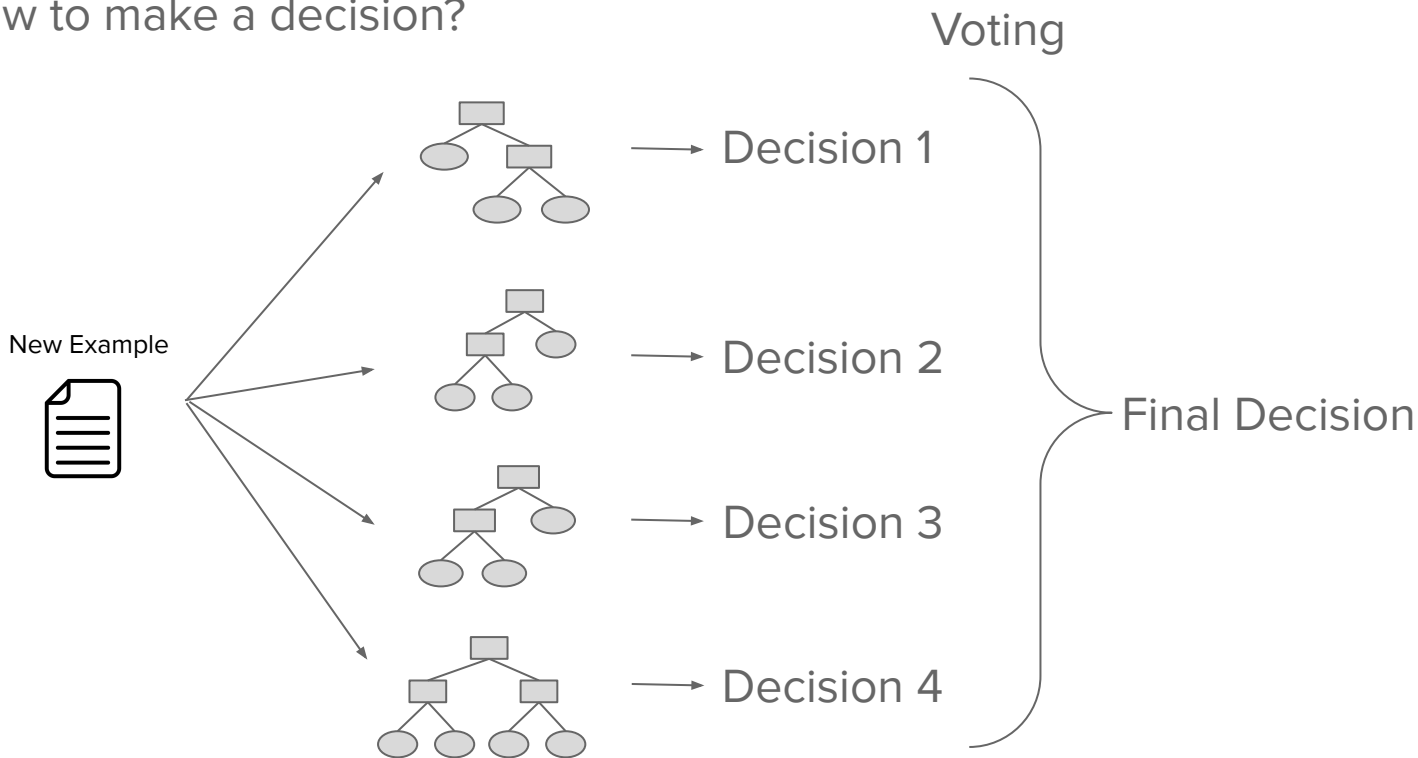 w to make a decision?
Voting
Decision 1
New Example
Decision 2
Final Decision
Decision 3
Decision 4